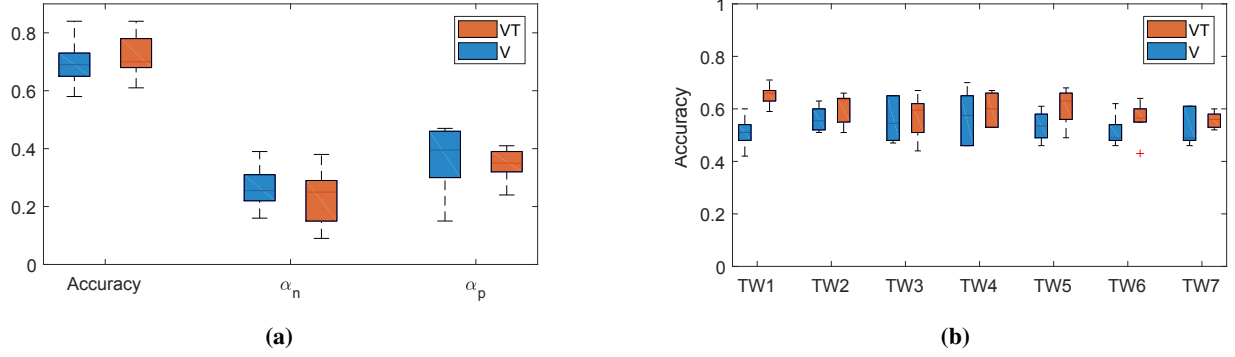 0.8
0.6
0.4
0.2
0
Accuracy
αn
αp
VT
V
(a)
Accuracy
1
0.8
0.6
0.4
0.2
0
TW1
TW2
TW3
TW4
TW5
TW6
TW7
VT
V
(b)